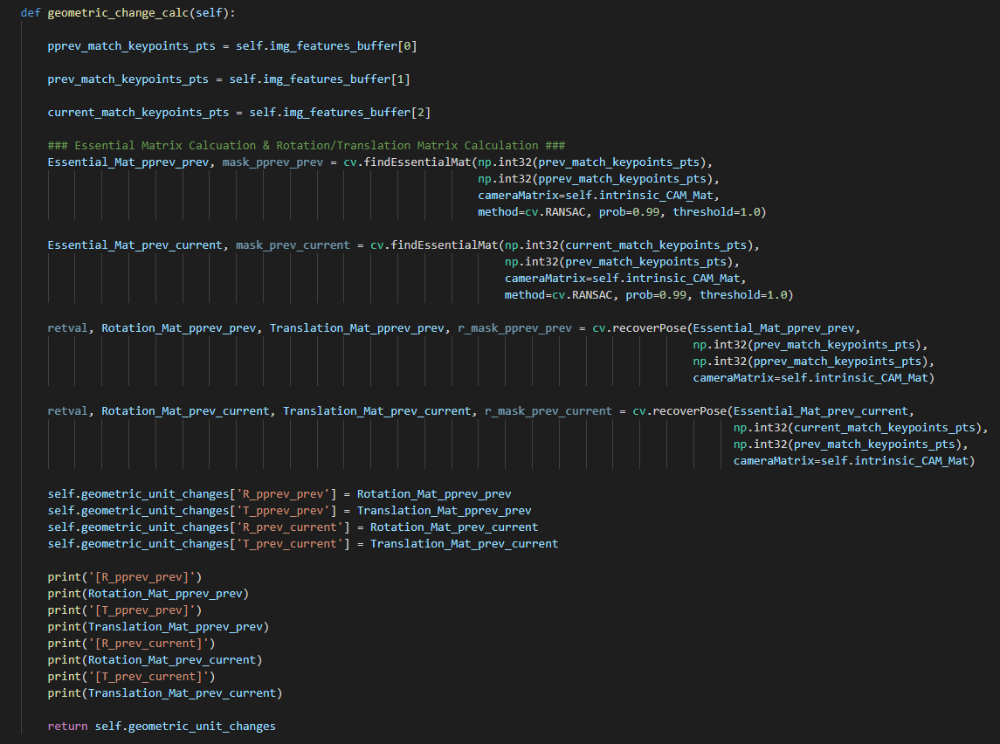 def geometric_change_calc(self):
pprev_match_keypoints_pts = self.img_features_buffer[0]
prev_match_keypoints_pts = self.img_features_buffer[1]
current_match_keypoints_pts = self.img_features_buffer[2]
### Essential Matrix Calcuation & Rotation/Translation Matrix Calculation ###
Essential_Mat_pprev_prev, mask_pprev_prev = cv.findEssentialMat(np.int32(prev_match_keypoints_pts),
np.int32(pprev_match_keypoints_pts),
cameraMatrix=self.intrinsic_CAM_Mat,
method=cv.RANSAC, prob=0.99, threshold=1.0)
Essential_Mat_prev_current, mask_prev_current = cv.findEssentialMat(np.int32(current_match_keypoints_pts),
np.int32(prev_match_keypoints_pts),
cameraMatrix=self.intrinsic_CAM_Mat,
method=cv.RANSAC, prob=0.99, threshold=1.0)
retval, Rotation_Mat_pprev_prev, Translation_Mat_pprev_prev, r_mask_pprev_prev = cv.recoverPose(Essential_Mat_pprev_prev,
np.int32(prev_match_keypoints_pts),
np.int32(pprev_match_keypoints_pts),
cameraMatrix=self.intrinsic_CAM_Mat)
retval, Rotation_Mat_prev_current, Translation_Mat_prev_current, r_mask_prev_current = cv.recoverPose(Essential_Mat_prev_current,
np.int32(current_match_keypoints_pts),
np.int32(prev_match_keypoints_pts),
cameraMatrix=self.intrinsic_CAM_Mat)
self.geometric_unit_changes['R_pprev_prev'] = Rotation_Mat_pprev_prev
self.geometric_unit_changes['T_pprev_prev'] = Translation_Mat_pprev_prev
self.geometric_unit_changes['R_prev_current'] = Rotation_Mat_prev_current
self.geometric_unit_changes['T_prev_current'] = Translation_Mat_prev_current
print('[R_pprev_prev]')
print(Rotation_Mat_pprev_prev)
print('[T_pprev_prev]')
print(Translation_Mat_pprev_prev)
print('[R_prev_current]')
print(Rotation_Mat_prev_current)
print('[T_prev_current]')
print(Translation_Mat_prev_current)
return self.geometric_unit_changes